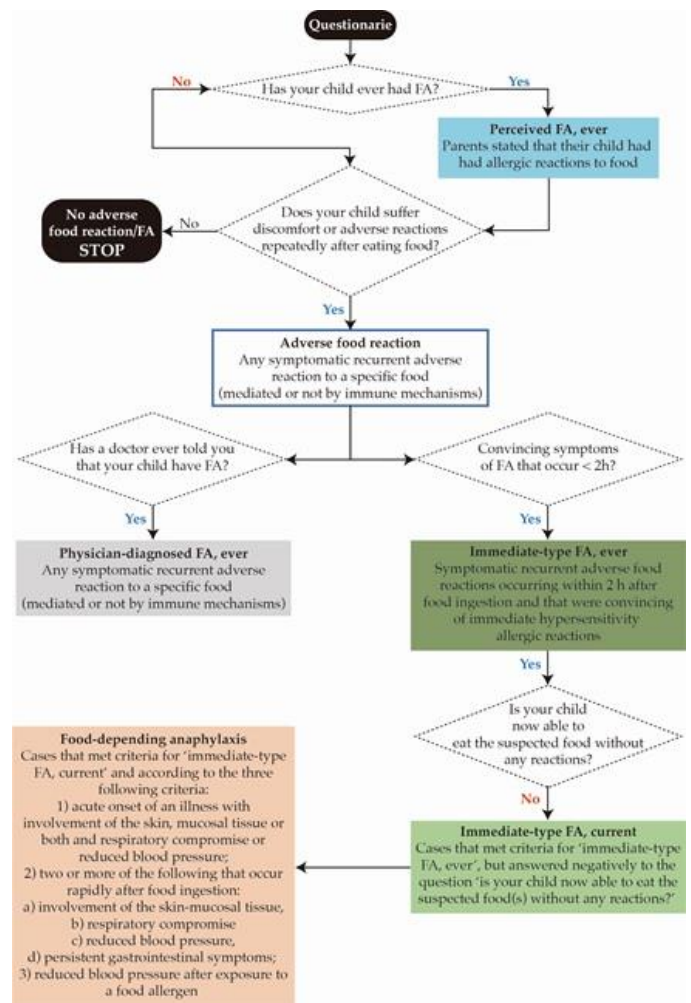 Questionarie
No
Has your child ever had FA?
Yes
Perceived FA, ever
Parents stated that their child had
had allergic reactions to food
No adverse
food reaction/FA
STOP
No
Does your child suffer
discomfort or adverse reactions
repeatedly after eating food?
Yes
Adverse food reaction
Any symptomatic recurrent adverse
reaction to a specific food
(mediated or not by immune mechanisms)
Has a doctor ever told you
that your child have FA?
Convincing symptoms
of FA that occur < 2h?
Yes
Yes
Physician-diagnosed FA, ever
Any symptomatic recurrent adverse
reaction to a specific food
(mediated or not by immune mechanisms)
Immediate-type FA, ever
Symptomatic recurrent adverse food
reactions occurring within 2 h after
food ingestion and that were convincing
of immediate hypersensitivity
allergic reactions
Yes
Is your child
now able to
eat the suspected food without
any reactions?
No
Immediate-type FA, current
Cases that met criteria for 'immediate-type
FA, ever', but answered negatively to the
question 'is your child now able to eat the
suspected food(s) without any reactions?'
Food-depending anaphylaxis
Cases that met criteria for 'immediate-type
FA, current' and according to the three
following criteria:
1) acute onset of an illness with
involvement of the skin, mucosal tissue or
both and respiratory compromise or
reduced blood pressure;
2) two or more of the following that occur
rapidly after food ingestion:
a) involvement of the skin-mucosal tissue,
b) respiratory compromise
c) reduced blood pressure,
d) persistent gastrointestinal symptoms;
3) reduced blood pressure after exposure to
a food allergen